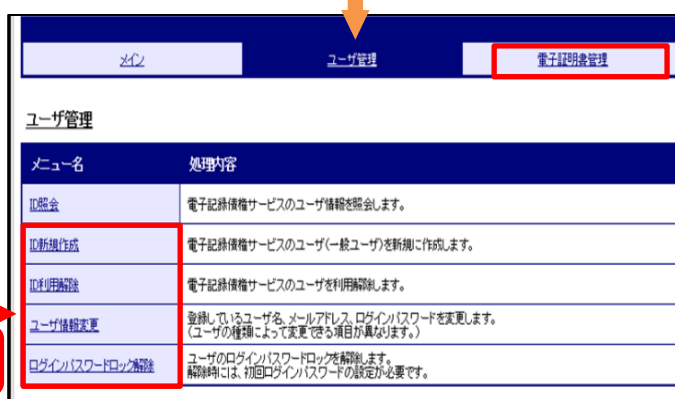 メイン ユーザ管理 電子証明書管理
ユーザ管理
メニュー名 処理内容
ID照会 電子記録債権サービスのユーザ情報を照会します。
ID新規作成 電子記録債権サービスのユーザ(一般ユーザ)を新規に作成します。
ID利用解除 電子記録債権サービスのユーザを利用解除します。
ユーザ情報変更 登録しているユーザ名、メールアドレス、ログインパスワードを変更します。
(ユーザの種類によって変更できる項目が異なります。)
ログインパスワードロック解除 ユーザのログインパスワードロックを解除します。
解除時には、初回ログインパスワードの設定が必要です。